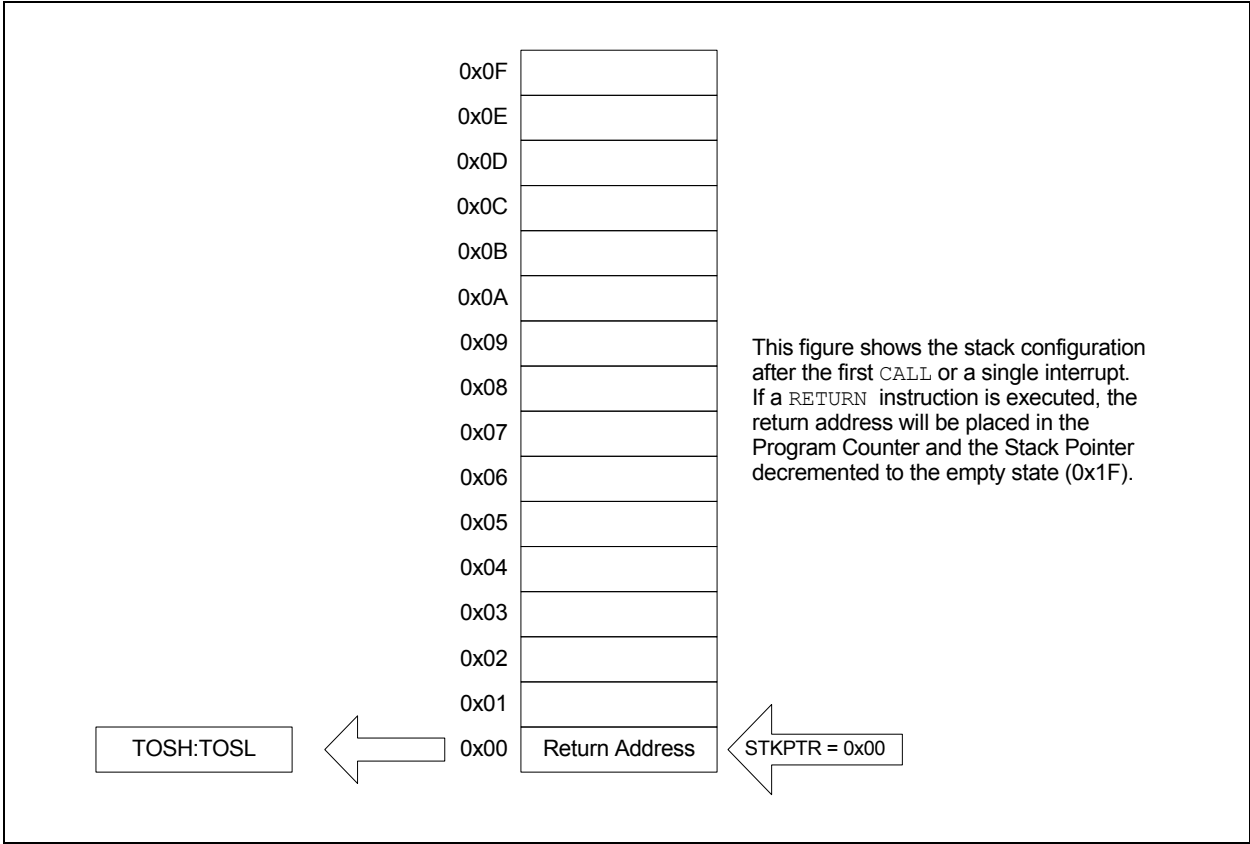 0x0F
0x0E
0x0D
0x0C
0x0B
0x0A
0x09
0x08
0x07
0x06
0x05
0x04
0x03
0x02
0x01
This figure shows the stack configuration
after the first CALL or a single interrupt.
If a RETURN instruction is executed, the
return address will be placed in the
Program Counter and the Stack Pointer
decremented to the empty state (0x1F).
TOSH:TOSL 0x00 Return Address STKPTR = 0x00